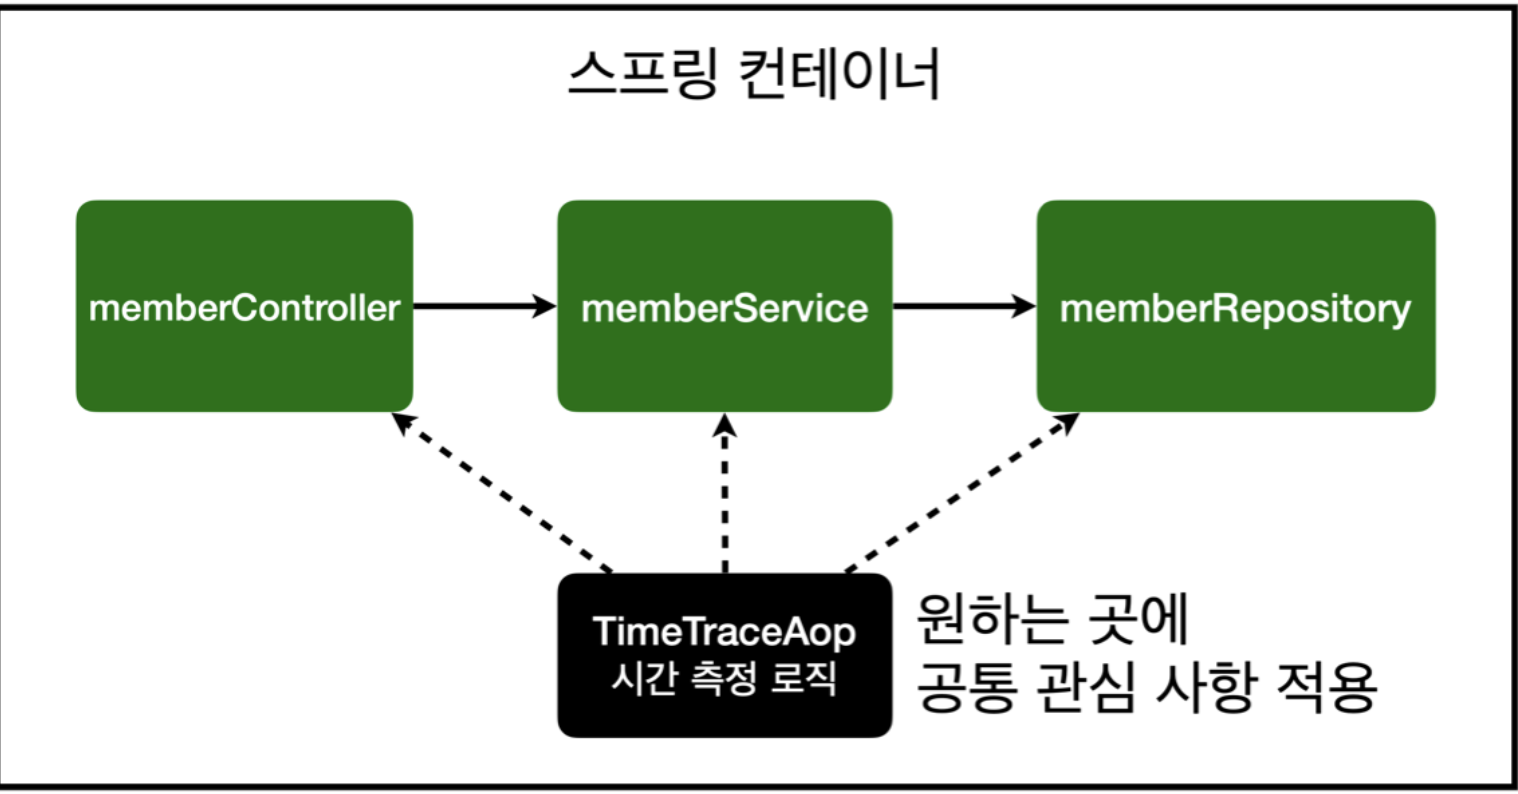 스프링 컨테이너
memberController
memberService
memberRepository
TimeTraceAop
시간 측정 로직
원하는 곳에
공통 관심 사항 적용